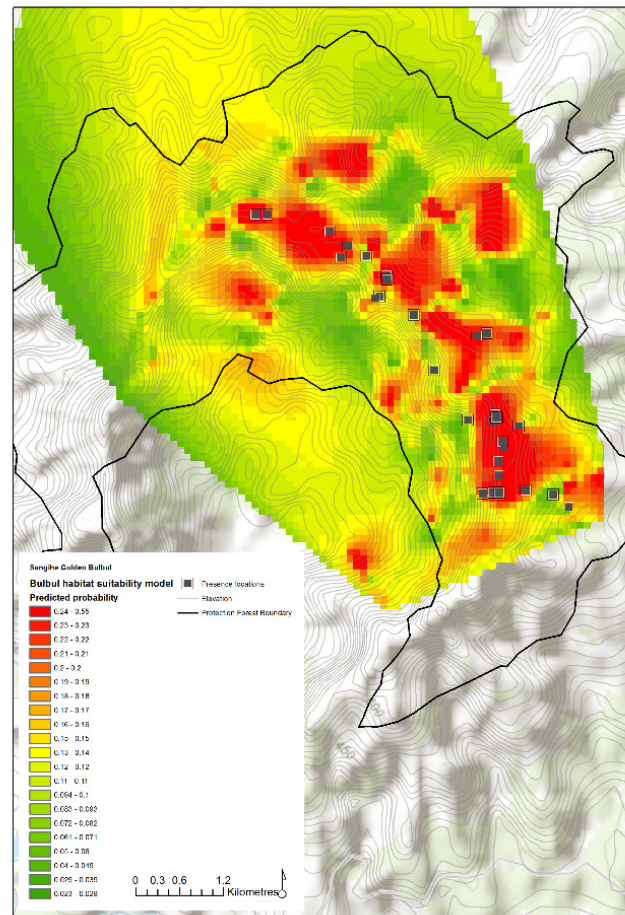 Sangihe Golden Bulbul
Bulbul habitat suitability model
Presence locations
Predicted probability
Elevation
Protection Forest Boundary
0.24 - 0.55
0.23 - 0.23
0.22 - 0.22
0.21 - 0.21
0.2 - 0.2
0.19 - 0.19
0.18 - 0.18
0.17 - 0.17
0.16 - 0.16
0.15 - 0.15
0.13 - 0.14
0.12 - 0.12
0.11 - 0.11
0.094 - 0.1
0.083 - 0.093
0.072 - 0.082
0.061 - 0.071
0.05 - 0.06
0.04 - 0.049
0.029 - 0.039
0.023 - 0.028
0 0.3 0.6 1.2
Kilometres